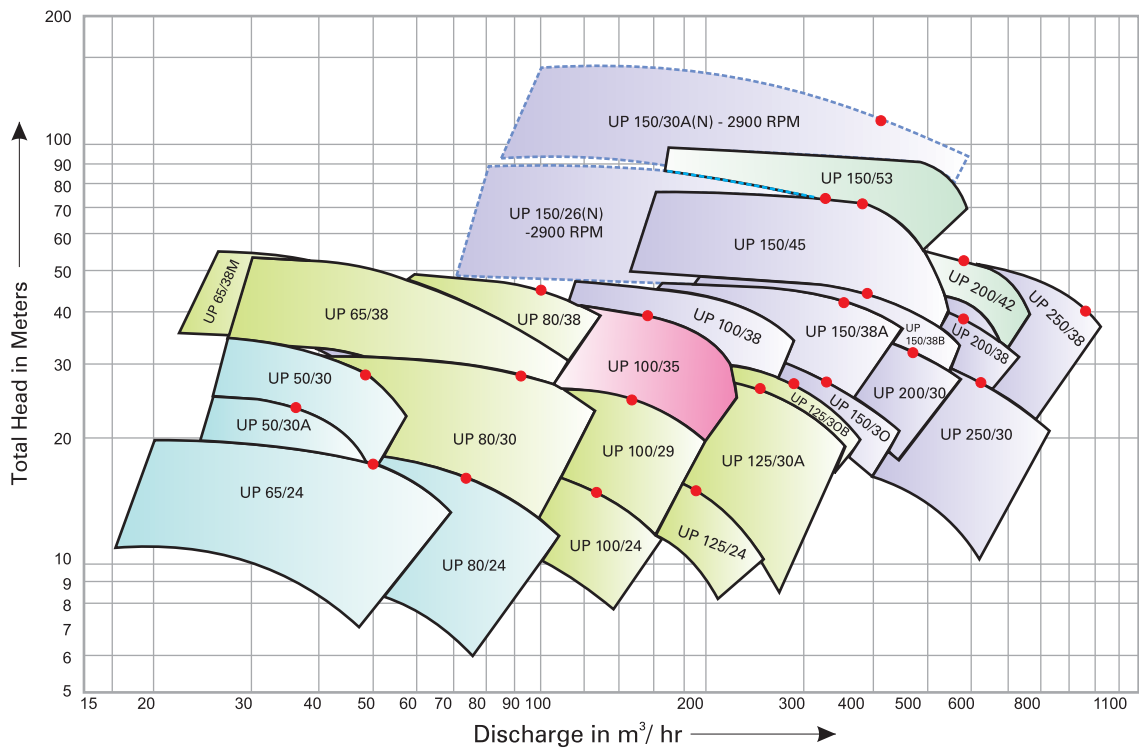 200
100
90
80
70
60
50
40
30
20
10
9
8
7
6
5
Total Head in Meters
UP 150/30A(N) - 2900 RPM
UP 150/53
UP 150/26(N)
-2900 RPM
UP 150/45
UP 65/38M
UP 65/38
UP 80/38
UP 100/38
UP 150/38A
UP
150/38B
UP 200/42
UP 250/38
UP 200/38
UP 50/30
UP 100/35
UP 200/30
UP 50/30A
UP 80/30
UP 100/29
UP 125/30A
UP 125/3OB
UP 150/3O
UP 250/30
UP 65/24
UP 80/24
UP 100/24
UP 125/24
15 20 30 40 50 60 70 80 90 100 200 300 400 500 600 800 1100
Discharge in m³/ hr